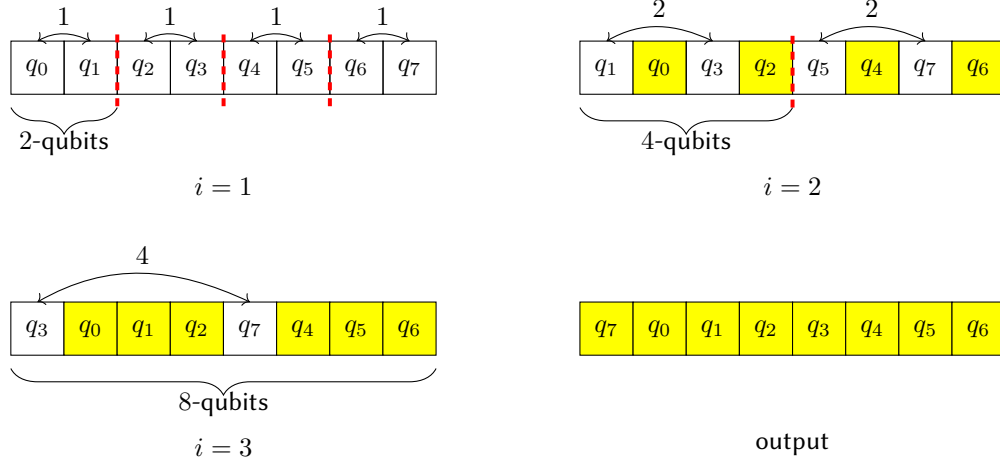 1 1 1 1
q0 q1 q2 q3 q4 q5 q6 q7
2-qubits
i = 1
2 2
q1 q0 q3 q2 q5 q4 q7 q6
4-qubits
i = 2
4
q3 q0 q1 q2 q7 q4 q5 q6
8-qubits
i = 3
q7 q0 q1 q2 q3 q4 q5 q6
output